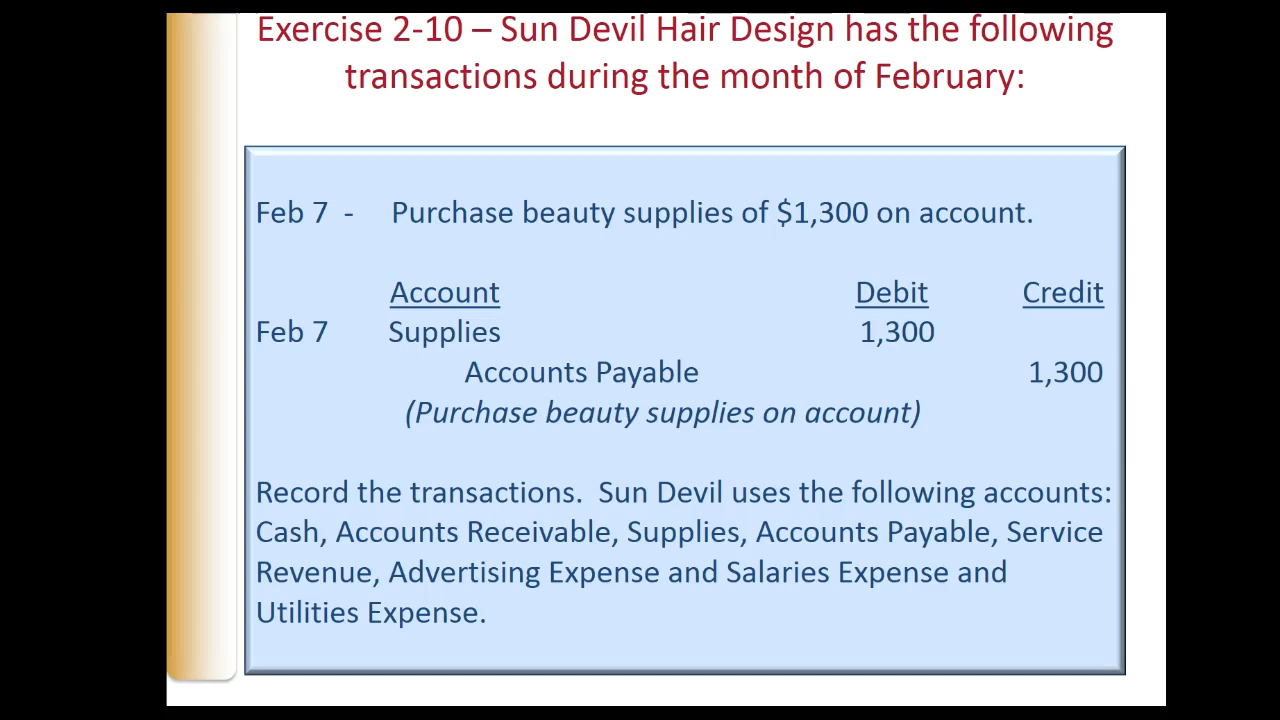 Exercise 2-10 – Sun Devil Hair Design has the following
transactions during the month of February:
Feb 7 - Purchase beauty supplies of $1,300 on account.
Account Debit Credit
Feb 7 Supplies 1,300
Accounts Payable 1,300
(Purchase beauty supplies on account)
Record the transactions. Sun Devil uses the following accounts:
Cash, Accounts Receivable, Supplies, Accounts Payable, Service
Revenue, Advertising Expense and Salaries Expense and
Utilities Expense.